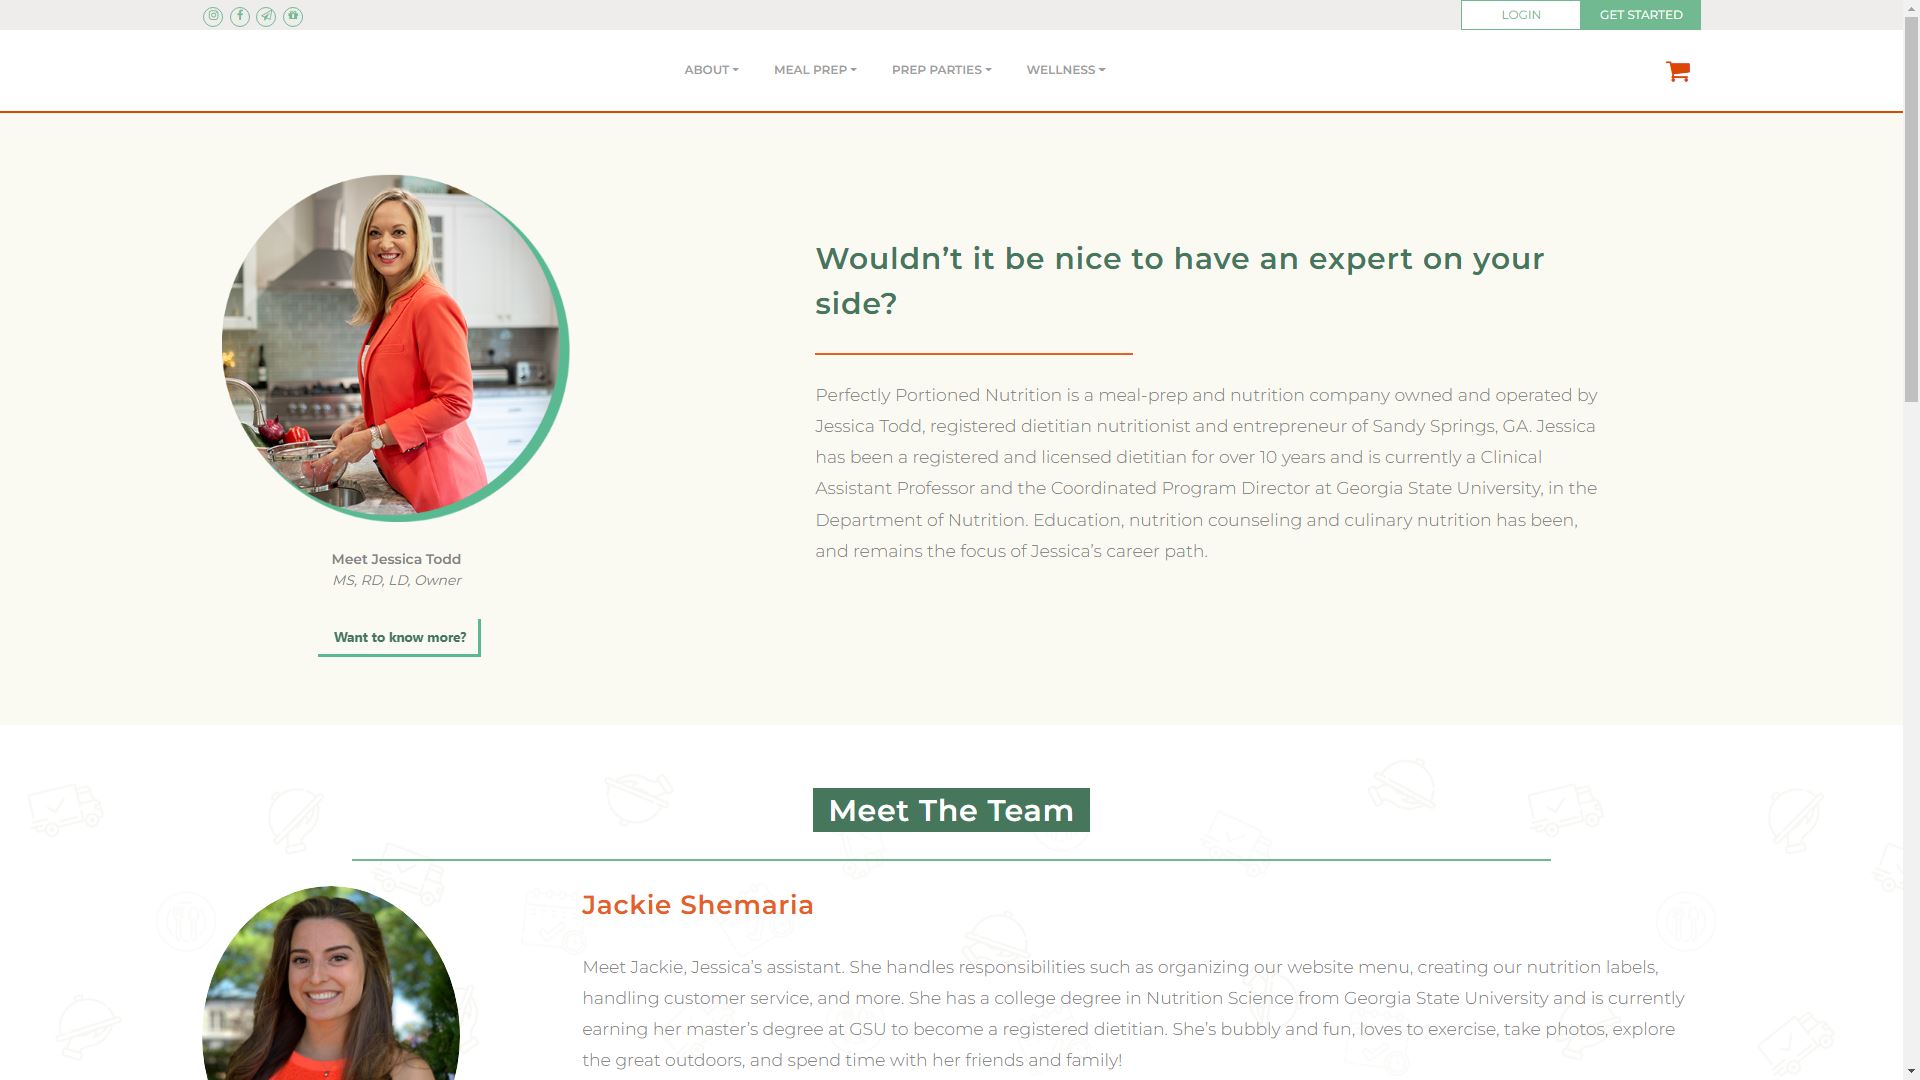 LOGIN
GET STARTED
ABOUT
MEAL PREP
PREP PARTIES
WELLNESS
Wouldn’t it be nice to have an expert on your
side?
Perfectly Portioned Nutrition is a meal-prep and nutrition company owned and operated by
Jessica Todd, registered dietitian nutritionist and entrepreneur of Sandy Springs, GA. Jessica
has been a registered and licensed dietitian for over 10 years and is currently a Clinical
Assistant Professor and the Coordinated Program Director at Georgia State University, in the
Department of Nutrition. Education, nutrition counseling and culinary nutrition has been,
and remains the focus of Jessica’s career path.
Meet Jessica Todd
MS, RD, LD, Owner
Want to know more?
Meet The Team
Jackie Shemaria
Meet Jackie, Jessica’s assistant. She handles responsibilities such as organizing our website menu, creating our nutrition labels,
handling customer service, and more. She has a college degree in Nutrition Science from Georgia State University and is currently
earning her master’s degree at GSU to become a registered dietitian. She’s bubbly and fun, loves to exercise, take photos, explore
the great outdoors, and spend time with her friends and family!